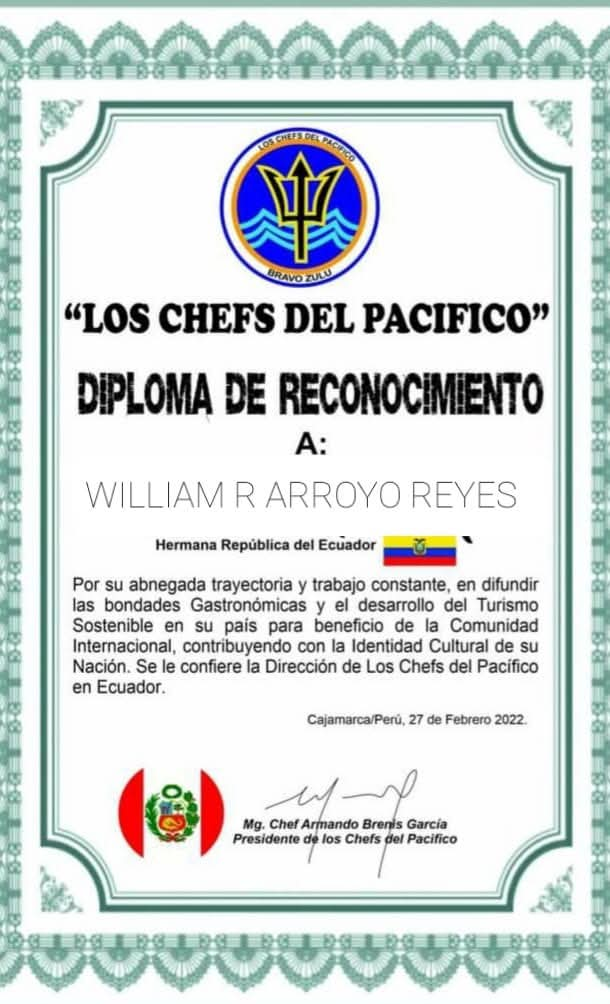 LOS CHEFS DEL PACIFICO
BRAVO ZULU
“LOS CHEFS DEL PACIFICO”
DIPLOMA DE RECONOCIMIENTO
A:
WILLIAM R ARROYO REYES
Hermana República del Ecuador
Por su abnegada trayectoria y trabajo constante, en difundir
las bondades Gastronómicas y el desarrollo del Turismo
Sostenible en su país para beneficio de la Comunidad
Internacional, contribuyendo con la Identidad Cultural de su
Nación. Se le confiere la Dirección de Los Chefs del Pacífico
en Ecuador.
Cajamarca/Perú, 27 de Febrero 2022.
Mg. Chef Armando Brenis García
Presidente de los Chefs del Pacifico